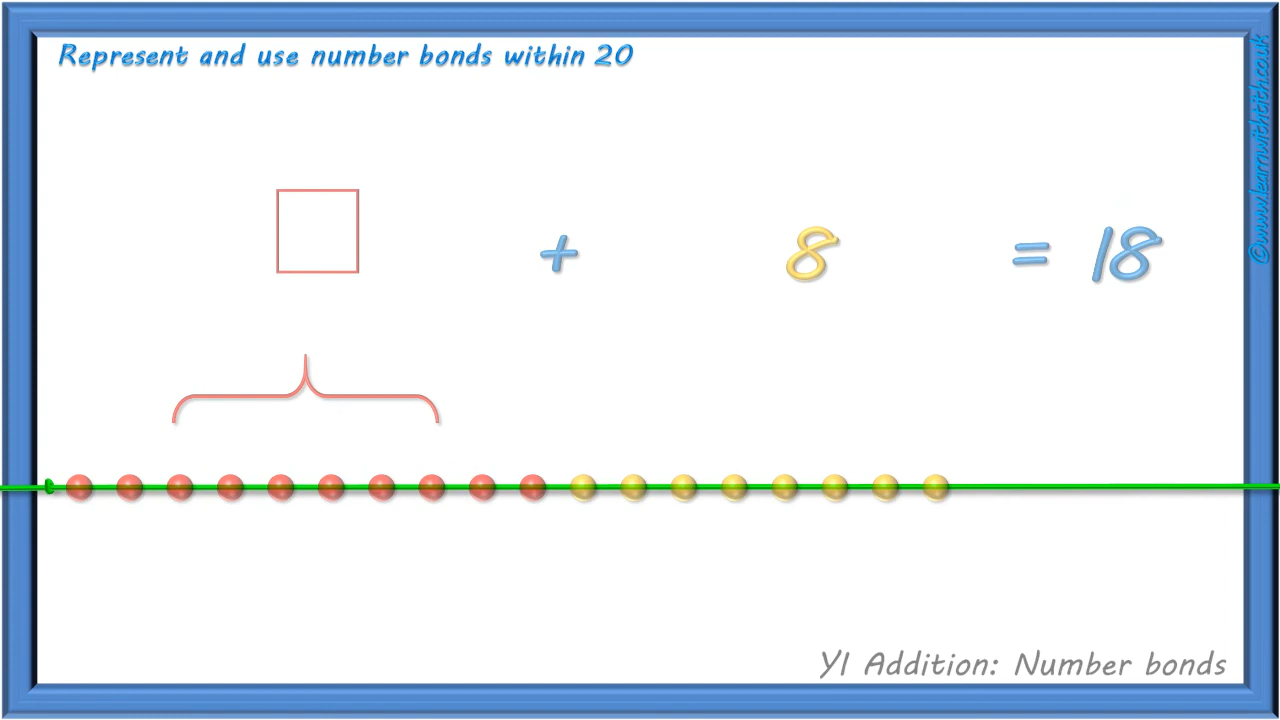 Represent and use number bonds within 20
©www.learnwithtith.co.uk
+ 8 = 18
Y1 Addition: Number bonds